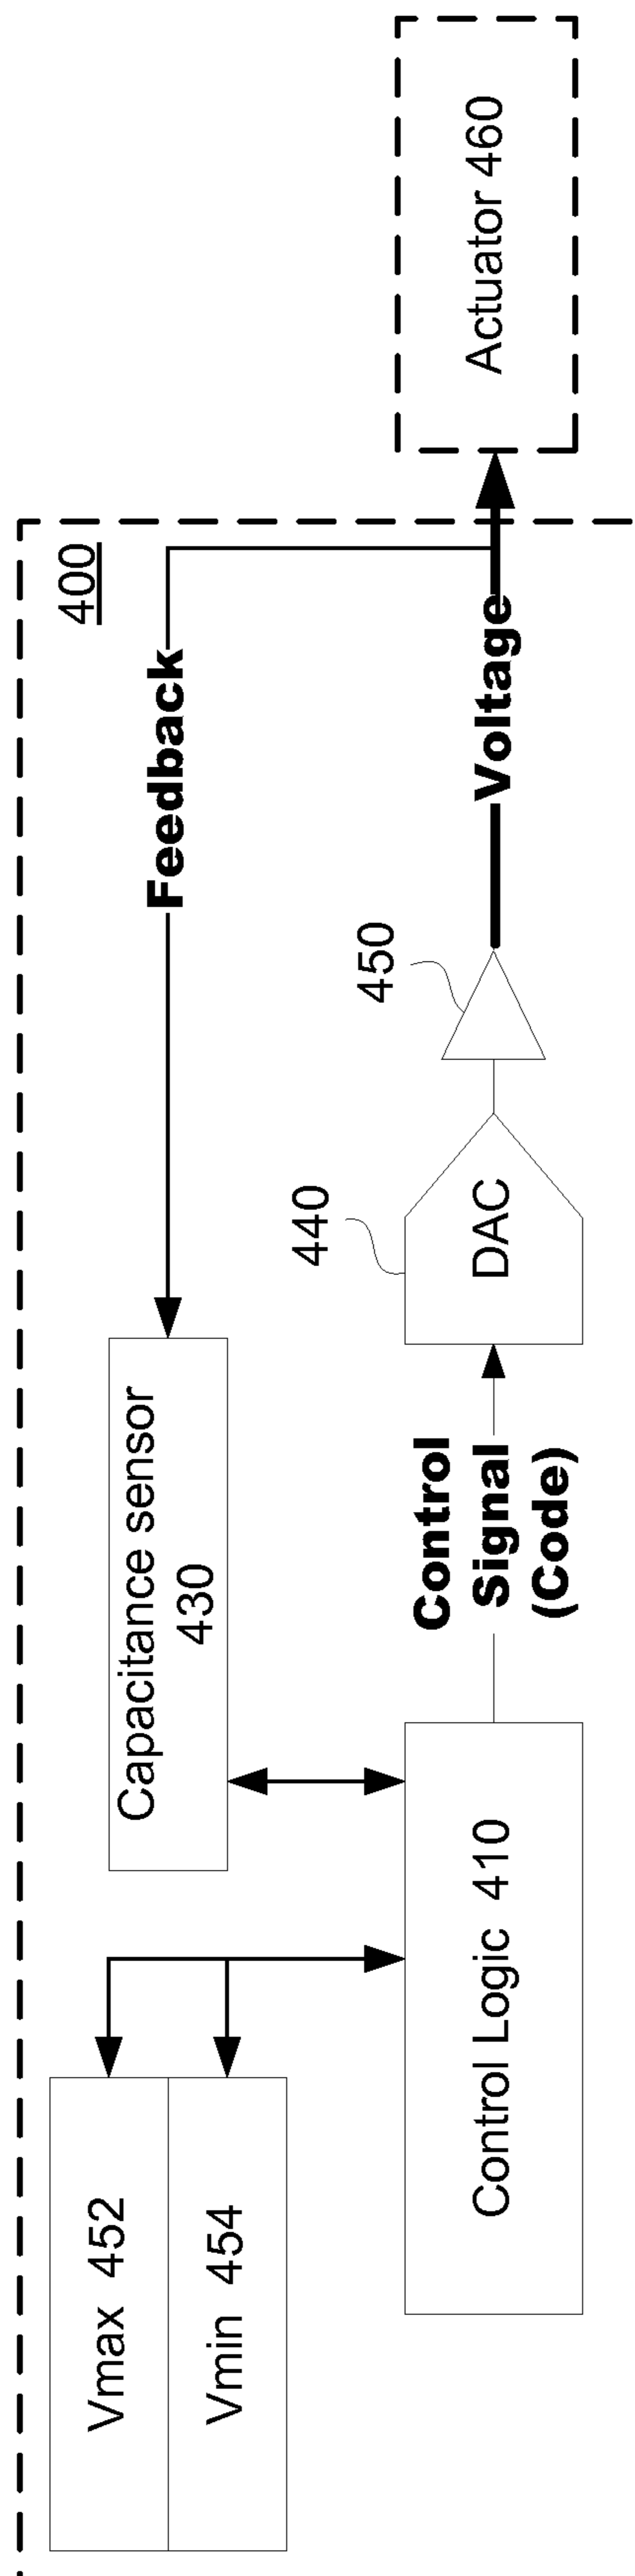 400
Vmax 452
Vmin 454
Capacitance sensor
430
Feedback
Control Logic 410
Control
Signal
(Code)
440
DAC
450
Voltage
Actuator 460